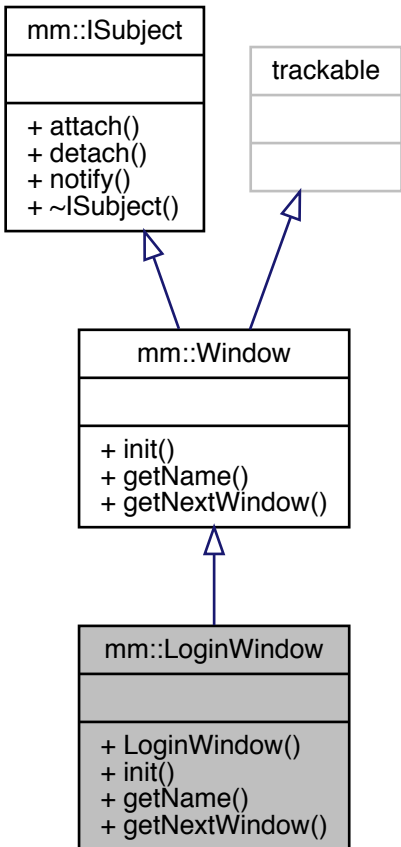 mm::ISubject
+ attach()
+ detach()
+ notify()
+ ~ISubject()
trackable
mm::Window
+ init()
+ getName()
+ getNextWindow()
mm::LoginWindow
+ LoginWindow()
+ init()
+ getName()
+ getNextWindow()